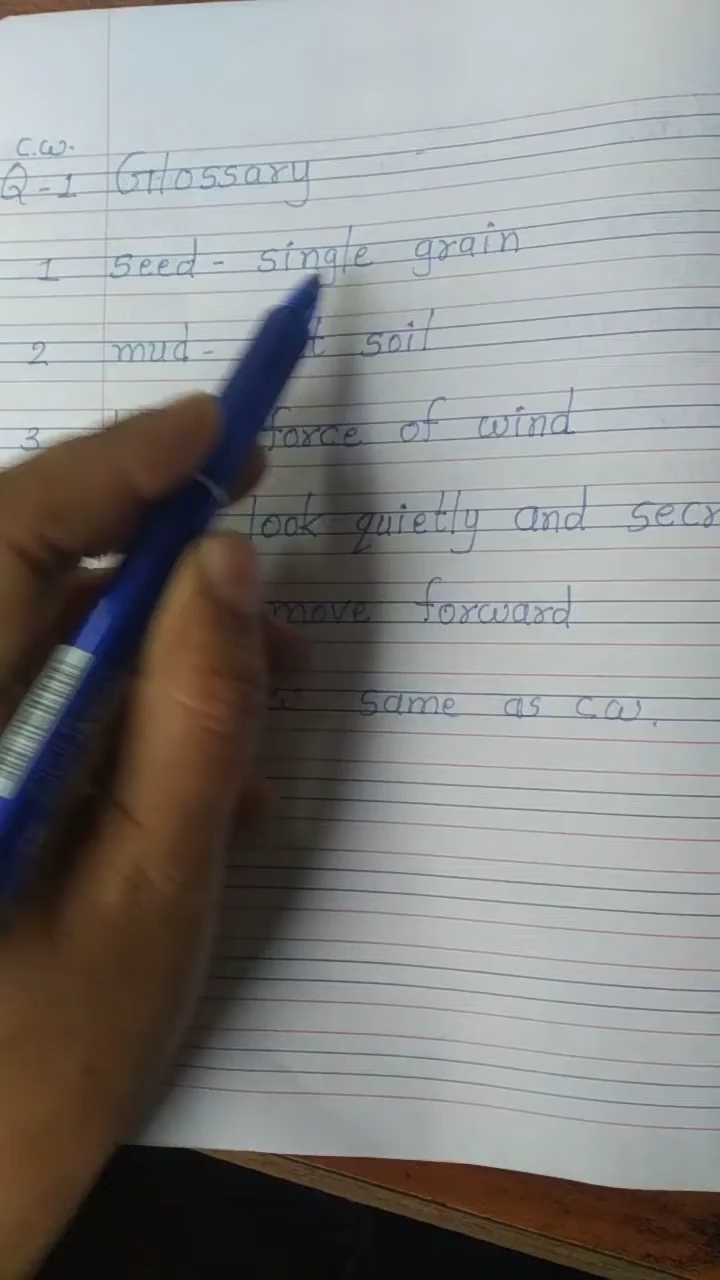 C.W.
Q-1 Glossary
1 Seed - single grain
2 mud - soil
3 force of wind
look quietly and
move forward
same as C.W.